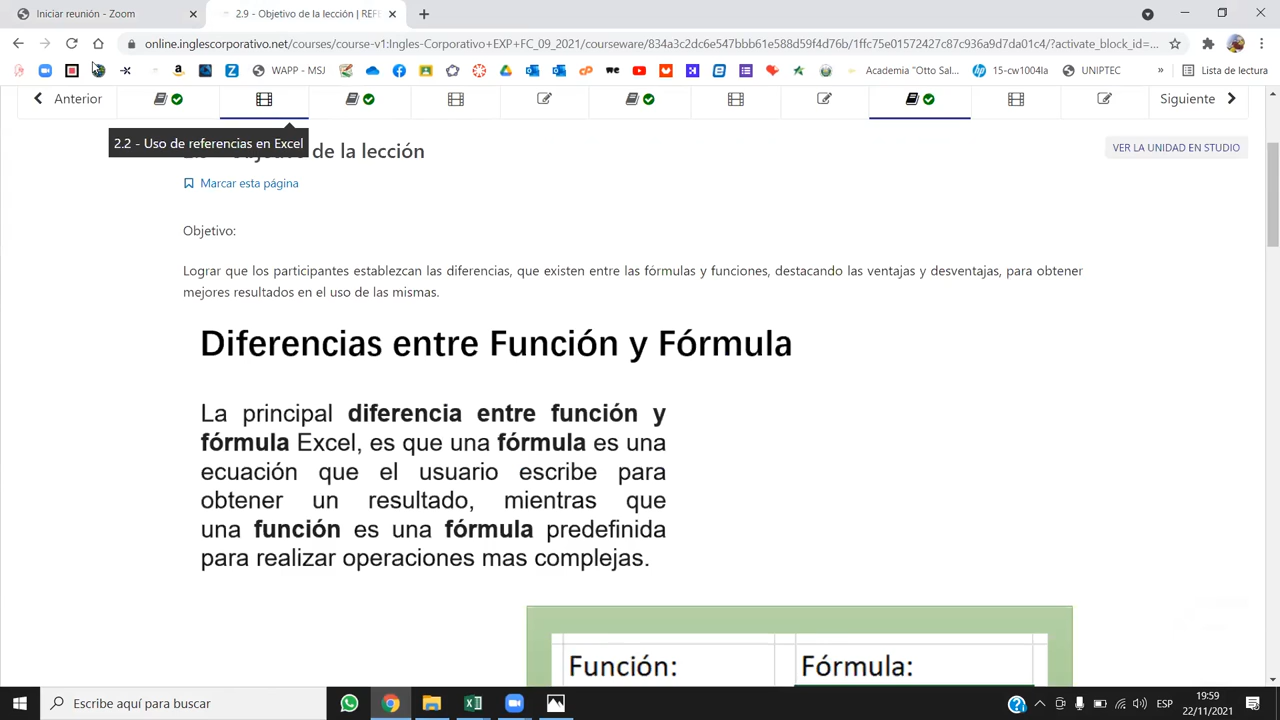 Iniciar reunión - Zoom
2.9 - Objetivo de la lección | REFE
online.inglescorporativo.net/courses/course-v1:Ingles-Corporativo+EXP+FC_09_2021/courseware/834a3c2dc6e547bbb61e588d59f4d76b/1ffc75e01572427c87c936a9d7da01c4/?activate_block_id=...
WAPP - MSJ
Academia "Otto Sal...
15-cw1004la
UNIPTEC
»
Lista de lectura
Anterior
Siguiente
2.2 - Uso de referencias en Excel
de la lección
VER LA UNIDAD EN STUDIO
Marcar esta página
Objetivo:
Lograr que los participantes establezcan las diferencias, que existen entre las fórmulas y funciones, destacando las ventajas y desventajas, para obtener
mejores resultados en el uso de las mismas.
Diferencias entre Función y Fórmula
La principal diferencia entre función y
fórmula Excel, es que una fórmula es una
ecuación que el usuario escribe para
obtener un resultado, mientras que
una función es una fórmula predefinida
para realizar operaciones mas complejas.
Función:
Fórmula:
Escribe aquí para buscar
ESP
19:59
22/11/2021